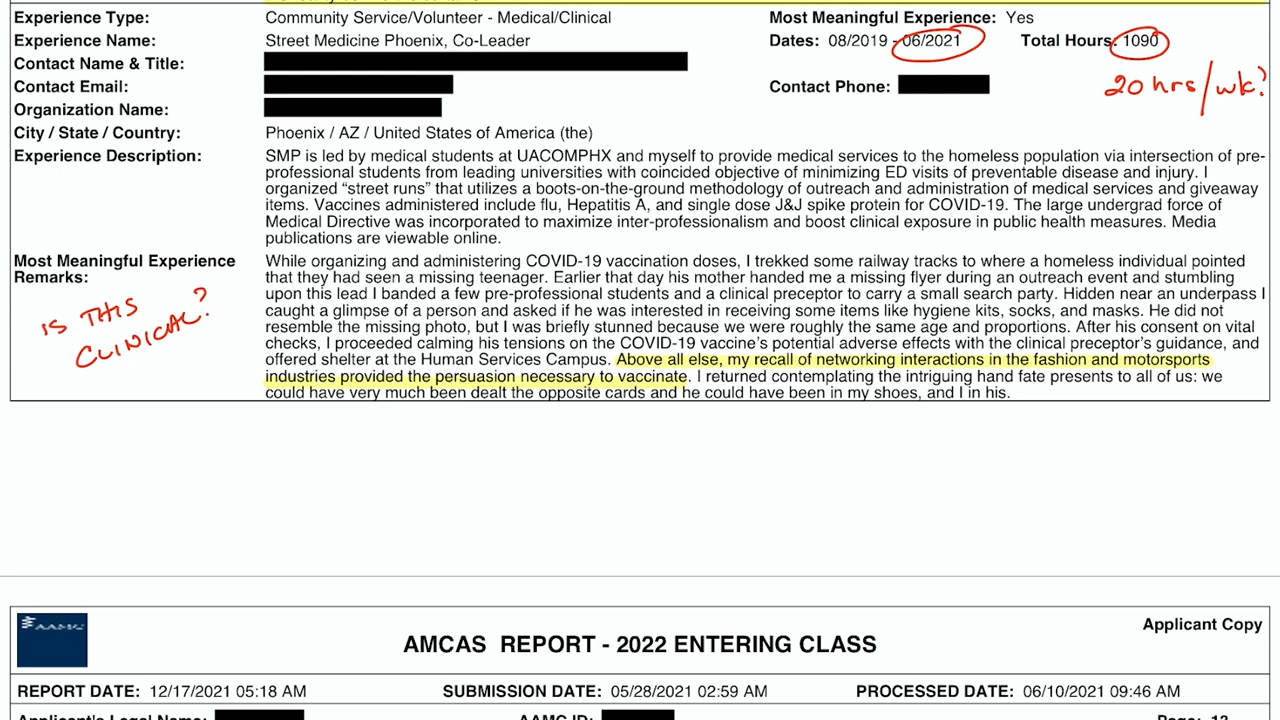 Experience Type: Community Service/Volunteer - Medical/Clinical Most Meaningful Experience: Yes
Experience Name: Street Medicine Phoenix, Co-Leader Dates: 08/2019 - 06/2021 Total Hours: 1090
Contact Name & Title:
Contact Email: Contact Phone: 20 hrs/wk?
Organization Name:
City / State / Country: Phoenix / AZ / United States of America (the)
Experience Description: SMP is led by medical students at UACOMPHX and myself to provide medical services to the homeless population via intersection of pre-
professional students from leading universities with coincided objective of minimizing ED visits of preventable disease and injury. I
organized “street runs” that utilizes a boots-on-the-ground methodology of outreach and administration of medical services and giveaway
items. Vaccines administered include flu, Hepatitis A, and single dose J&J spike protein for COVID-19. The large undergrad force of
Medical Directive was incorporated to maximize inter-professionalism and boost clinical exposure in public health measures. Media
publications are viewable online.
Most Meaningful Experience While organizing and administering COVID-19 vaccination doses, I trekked some railway tracks to where a homeless individual pointed
Remarks: that they had seen a missing teenager. Earlier that day his mother handed me a missing flyer during an outreach event and stumbling
upon this lead I banded a few pre-professional students and a clinical preceptor to carry a small search party. Hidden near an underpass I
caught a glimpse of a person and asked if he was interested in receiving some items like hygiene kits, socks, and masks. He did not
resemble the missing photo, but I was briefly stunned because we were roughly the same age and proportions. After his consent on vital
checks, I proceeded calming his tensions on the COVID-19 vaccine's potential adverse effects with the clinical preceptor's guidance, and
offered shelter at the Human Services Campus. Above all else, my recall of networking interactions in the fashion and motorsports
industries provided the persuasion necessary to vaccinate. I returned contemplating the intriguing hand fate presents to all of us: we
could have very much been dealt the opposite cards and he could have been in my shoes, and I in his.
IS THIS
CLINICAL?
AAMC
Applicant Copy
AMCAS REPORT - 2022 ENTERING CLASS
REPORT DATE: 12/17/2021 05:18 AM SUBMISSION DATE: 05/28/2021 02:59 AM PROCESSED DATE: 06/10/2021 09:46 AM
Applicant's Legal Name: AAMC ID: Page: 13